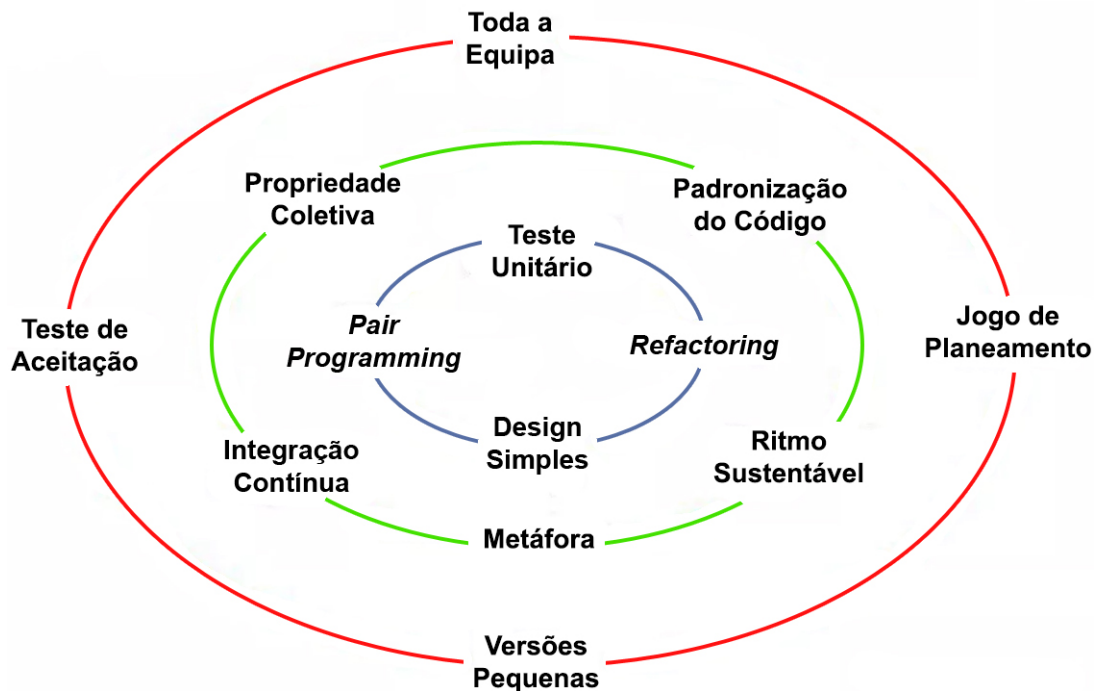 Toda a
Equipa
Propriedade
Coletiva
Padronização
do Código
Teste
Unitário
Teste de
Aceitação
Pair
Programming
Refactoring
Jogo de
Planeamento
Design
Simples
Integração
Contínua
Ritmo
Sustentável
Metáfora
Versões
Pequenas